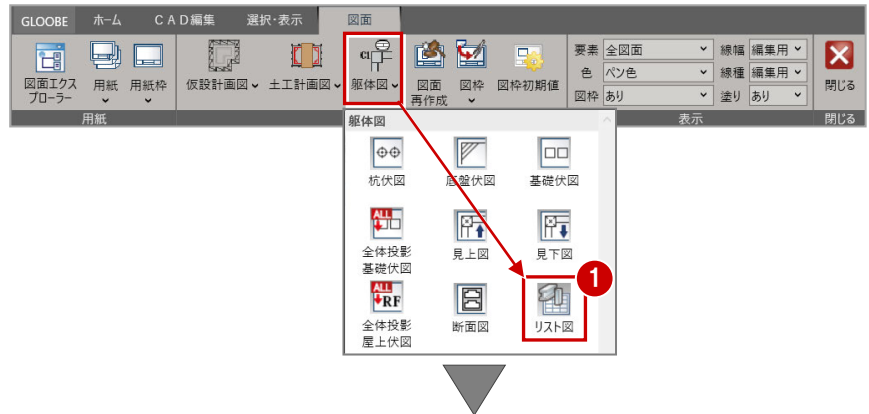 GLOOBE ホーム ＣＡＤ編集 選択・表示 図面
図面エクス
プローラー
用紙
用紙枠
仮設計画図
土工計画図
C1
躯体図
図面
再作成
図枠
図枠初期値
要素 全図面 線幅 編集用
色 ペン色 線種 編集用
図枠 あり 塗り あり
閉じる
用紙 表示 閉じる
躯体図
杭伏図 底盤伏図 基礎伏図
ALL
全体投影
基礎伏図
見上図 見下図
1
ALL
RF
全体投影
屋上伏図
断面図 リスト図